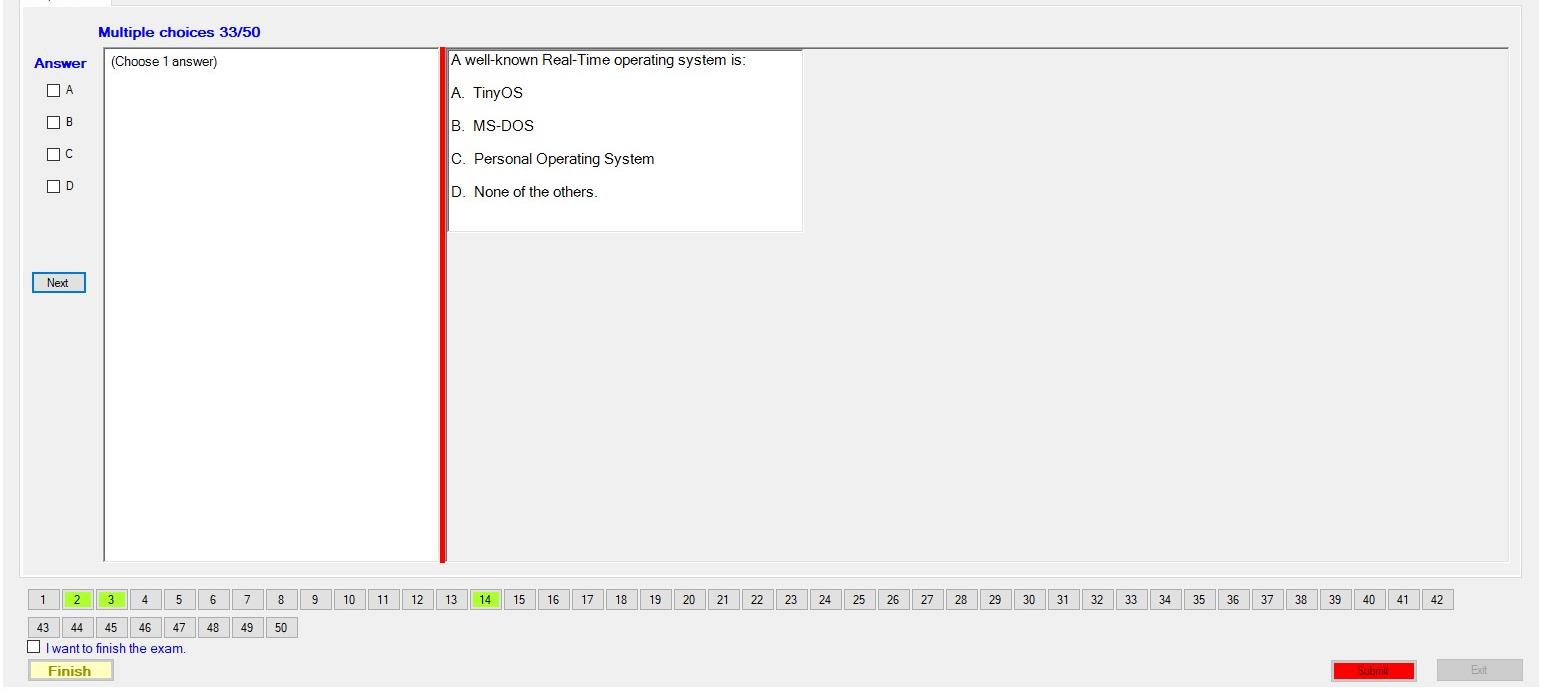 Multiple choices 33/50
Answer
(Choose 1 answer)
A
B
C
D
Next
A well-known Real-Time operating system is:
A. TinyOS
B. MS-DOS
C. Personal Operating System
D. None of the others.
1 2 3 4 5 6 7 8 9 10 11 12 13 14 15 16 17 18 19 20 21 22 23 24 25 26 27 28 29 30 31 32 33 34 35 36 37 38 39 40 41 42
43 44 45 46 47 48 49 50
I want to finish the exam.
Finish
Submit
Exit